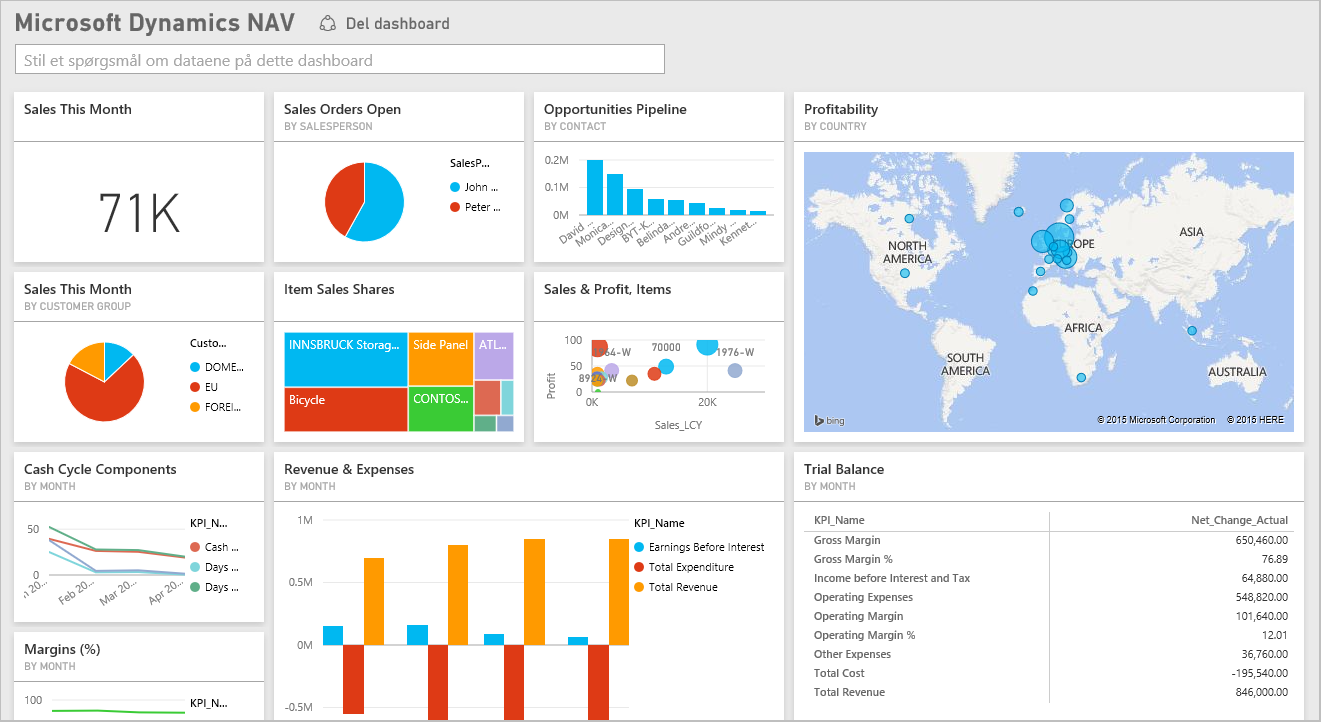 Microsoft Dynamics NAV
Del dashboard
Stil et spørgsmål om dataene på dette dashboard
Sales This Month
71K
Sales Orders Open
BY SALESPERSON
SalesP...
John ...
Peter ...
Opportunities Pipeline
BY CONTACT
0.2M
0.1M
0M
David ...
Monica...
Design...
BYT-K...
Belinda...
Andre...
Guildfo...
Mindy ...
Kennet...
Profitability
BY COUNTRY
NORTH
AMERICA
ROPE
ASIA
AFRICA
SOUTH
AMERICA
AUSTRALIA
bing
© 2015 Microsoft Corporation © 2015 HERE
Sales This Month
BY CUSTOMER GROUP
Custo...
DOME...
EU
FOREI...
Item Sales Shares
INNSBRUCK Storag...
Side Panel
ATL...
Bicycle
CONTOS...
Sales & Profit, Items
Profit
100
50
0
70000
1976-W
8924-W
0K
20K
Sales_LCY
Cash Cycle Components
BY MONTH
50
0
Feb 20...
Mar 20...
Apr 20...
KPI_N...
Cash ...
Days ...
Days ...
Revenue & Expenses
BY MONTH
1M
0.5M
0M
-0.5M
KPI_Name
Earnings Before Interest
Total Expenditure
Total Revenue
Trial Balance
BY MONTH
KPI_Name Net_Change_Actual
Gross Margin 650,460.00
Gross Margin % 76.89
Income before Interest and Tax 64,880.00
Operating Expenses 548,820.00
Operating Margin 101,640.00
Operating Margin % 12.01
Other Expenses 36,760.00
Total Cost -195,540.00
Total Revenue 846,000.00
Margins (%)
BY MONTH
100
KPI_N...